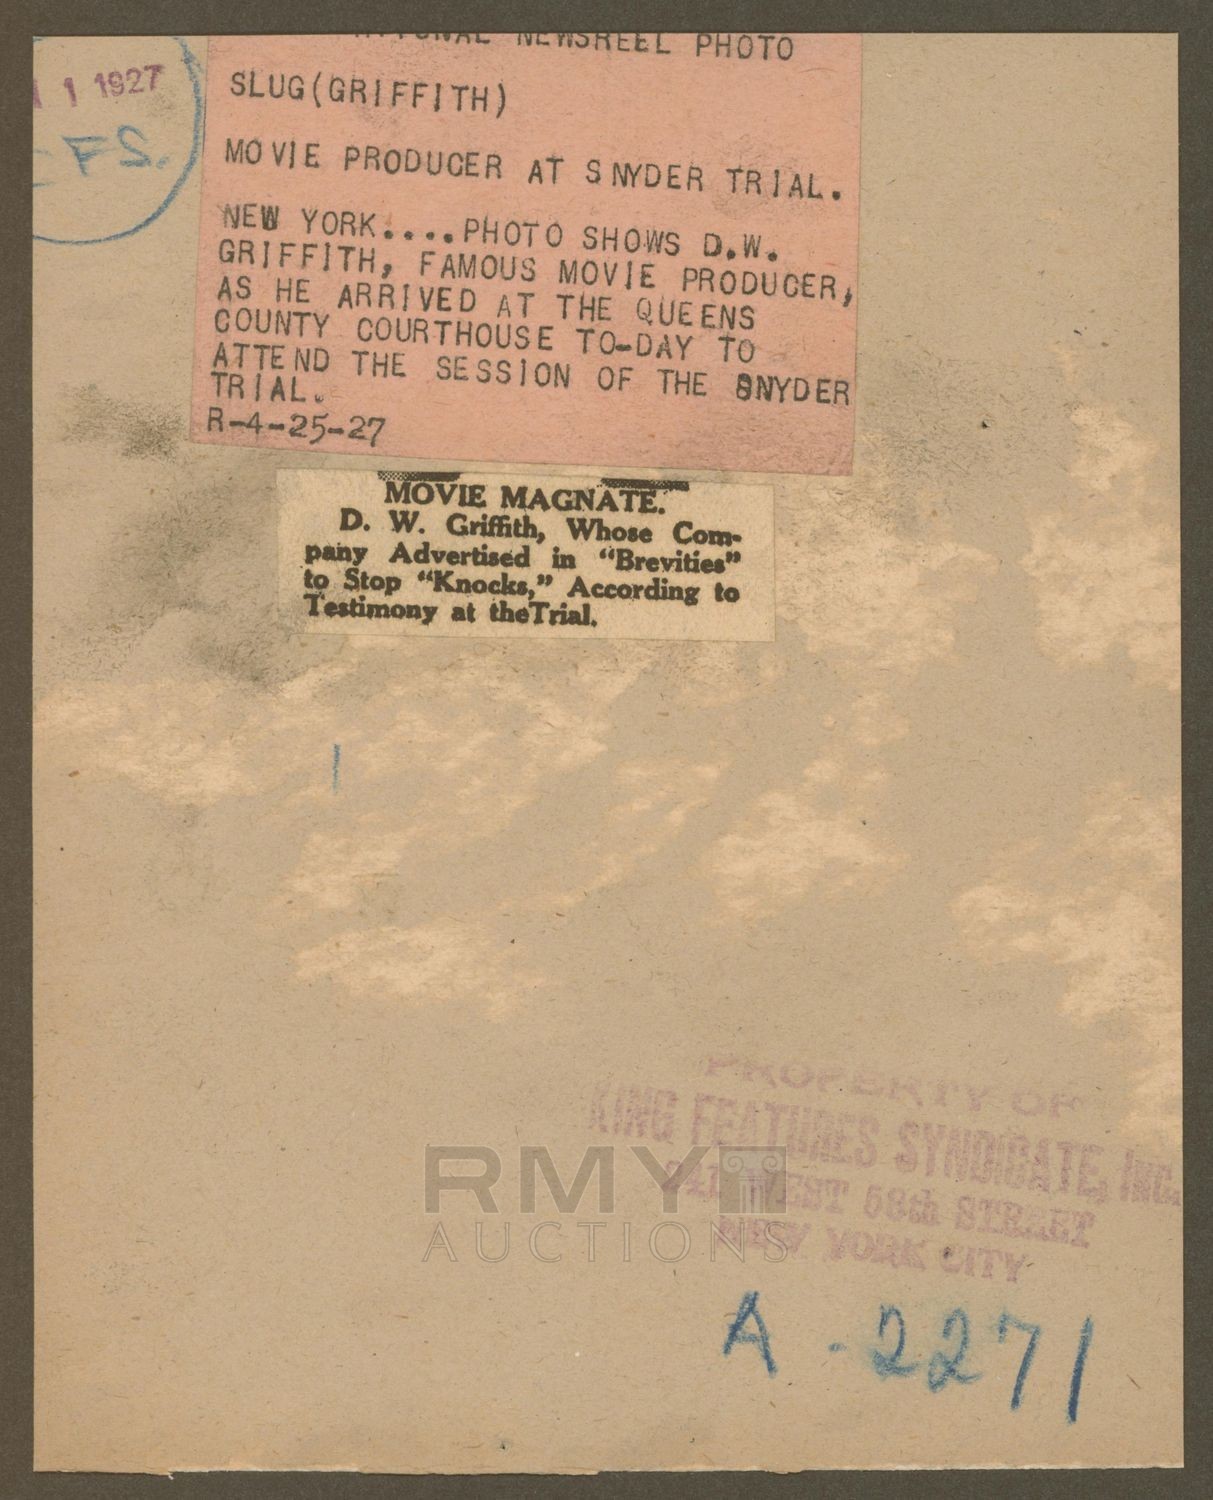 1 1927
FS.
NEWSREEL PHOTO
SLUG(GRIFFITH)
MOVIE PRODUCER AT SNYDER TRIAL.
NEW YORK....PHOTO SHOWS D.W.
GRIFFITH, FAMOUS MOVIE PRODUCER,
AS HE ARRIVED AT THE QUEENS
COUNTY COURTHOUSE TO-DAY TO
ATTEND THE SESSION OF THE SNYDER
TRIAL.
R-4-25-27
MOVIE MAGNATE.
D. W. Griffith, Whose Com-
pany Advertised in "Brevities"
to Stop "Knocks," According to
Testimony at theTrial.
PROPERTY OF
KING FEATURES SYNDICATE, INC.
241 WEST 58th STREET
NEW YORK CITY
RMYT
AUCTIONS
A-2271